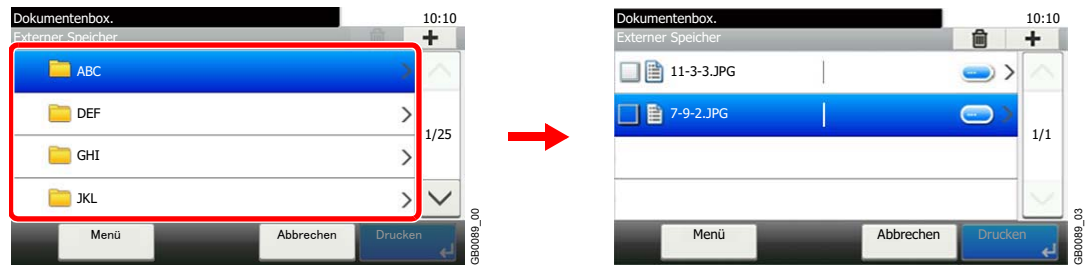 Dokumentenbox. 10:10
Externer Speicher
ABC
DEF
1/25
GHI
JKL
Menü Abbrechen Drucken
GB0089_00
Dokumentenbox. 10:10
Externer Speicher
11-3-3.JPG
7-9-2.JPG
1/1
Menü Abbrechen Drucken
GB0089_03